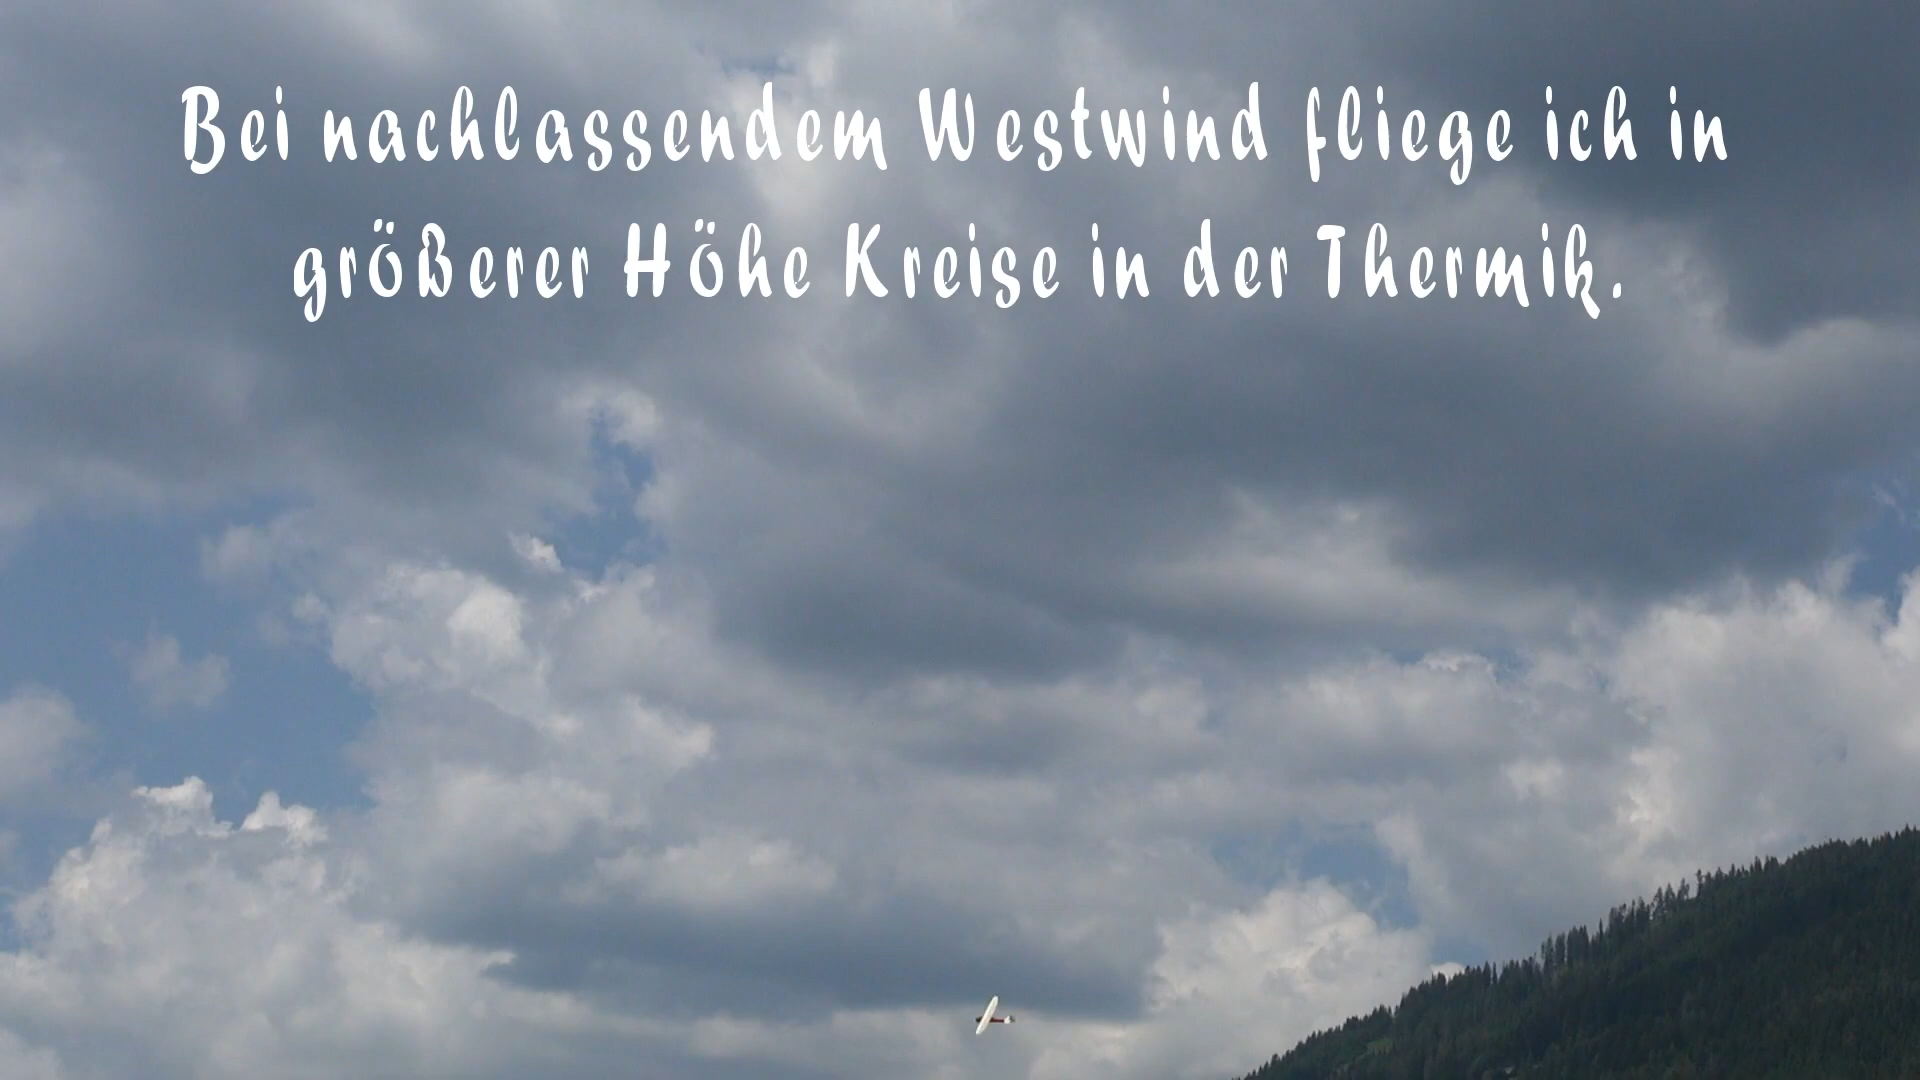 Bei nachlassendem Westwind fliege ich in
größerer Höhe Kreise in der Thermik.